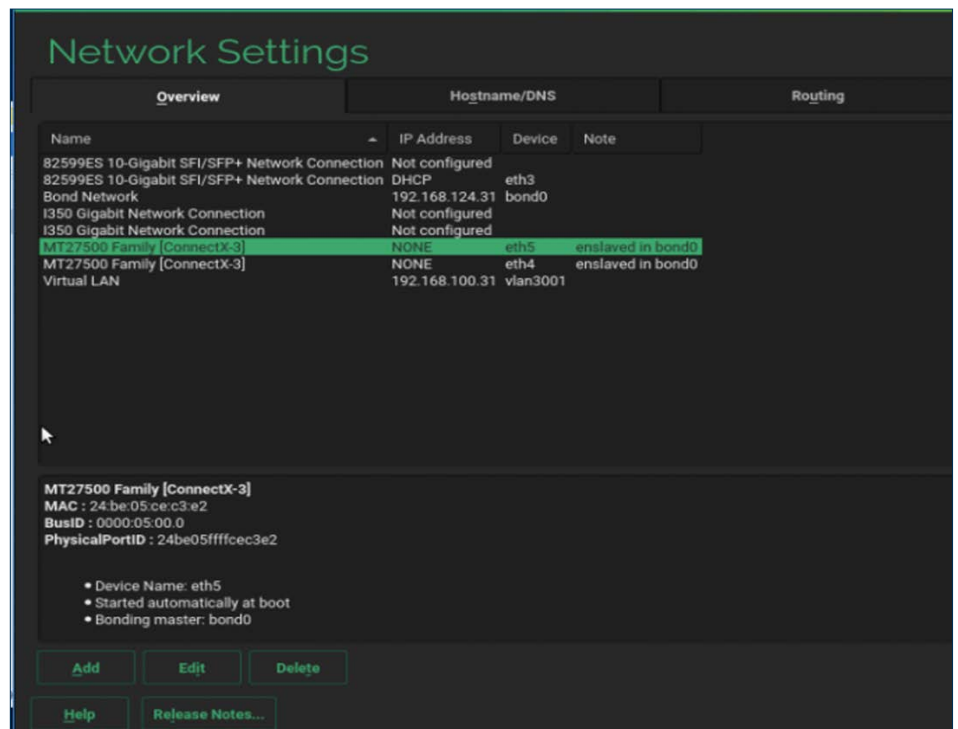 Network Settings
Overview Hostname/DNS Routing
Name IP Address Device Note
82599ES 10-Gigabit SFI/SFP+ Network Connection Not configured
82599ES 10-Gigabit SFI/SFP+ Network Connection DHCP eth3
Bond Network 192.168.124.31 bond0
I350 Gigabit Network Connection Not configured
I350 Gigabit Network Connection Not configured
MT27500 Family [ConnectX-3] NONE eth5 enslaved in bond0
MT27500 Family [ConnectX-3] NONE eth4 enslaved in bond0
Virtual LAN 192.168.100.31 vlan3001
MT27500 Family [ConnectX-3]
MAC : 24:be:05:ce:c3:e2
BusID : 0000:05:00.0
PhysicalPortID : 24be05ffffcec3e2
• Device Name: eth5
• Started automatically at boot
• Bonding master: bond0
Add Edit Delete
Help Release Notes...